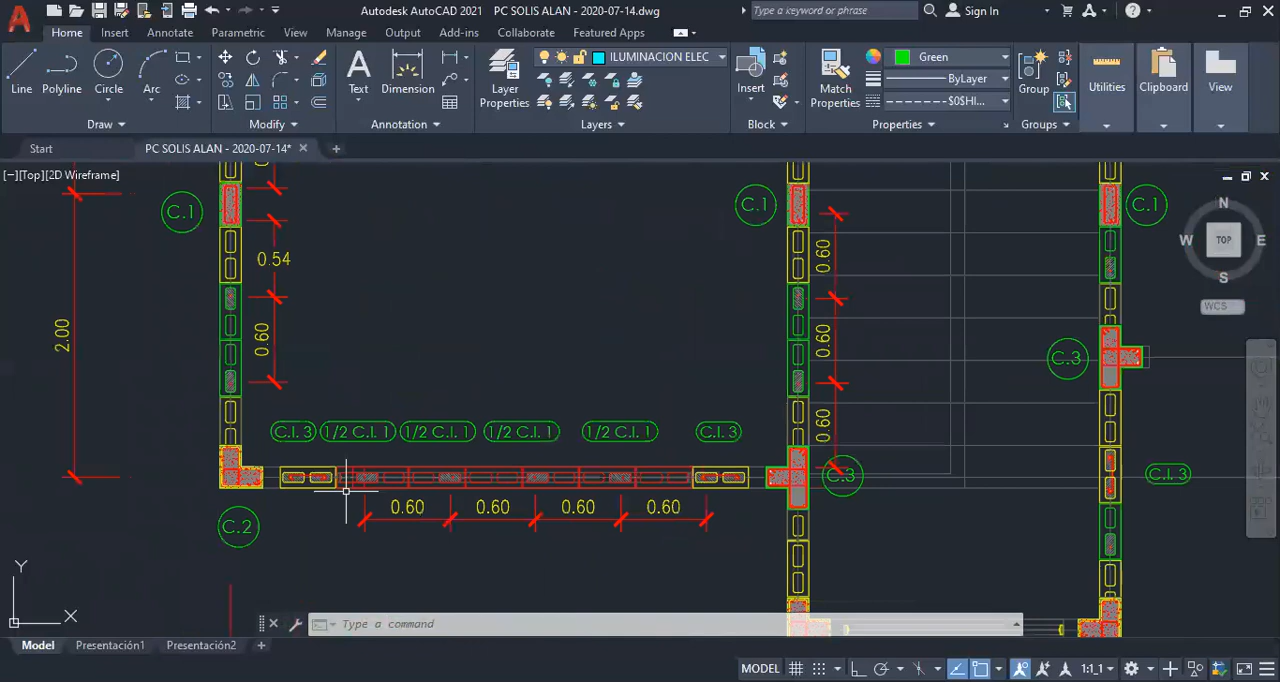 Autodesk AutoCAD 2021 PC SOLIS ALAN - 2020-07-14.dwg
Type a keyword or phrase
Sign In
Home Insert Annotate Parametric View Manage Output Add-ins Collaborate Featured Apps
Line Polyline Circle Arc
Text Dimension
Layer Properties
ILUMINACION ELEC
Insert
Match Properties
Green
ByLayer
$0$HI...
Group
Utilities Clipboard View
Draw Modify Annotation Layers Block Properties Groups
Start PC SOLIS ALAN - 2020-07-14*
[−][Top][2D Wireframe]
N
W TOP E
S
WCS
C.1 C.1 C.1
0.54 0.60
2.00 0.60 0.60
C.3
C.I. 3 1/2 C.I. 1 1/2 C.I. 1 1/2 C.I. 1 1/2 C.I. 1 C.I. 3 0.60
C.3 C.I.3
0.60 0.60 0.60 0.60
C.2
Y
X
Type a command
Model Presentación1 Presentación2
MODEL 1:1_1